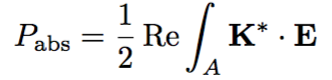 P_abs = 1/2 Re ∫_A K* · E